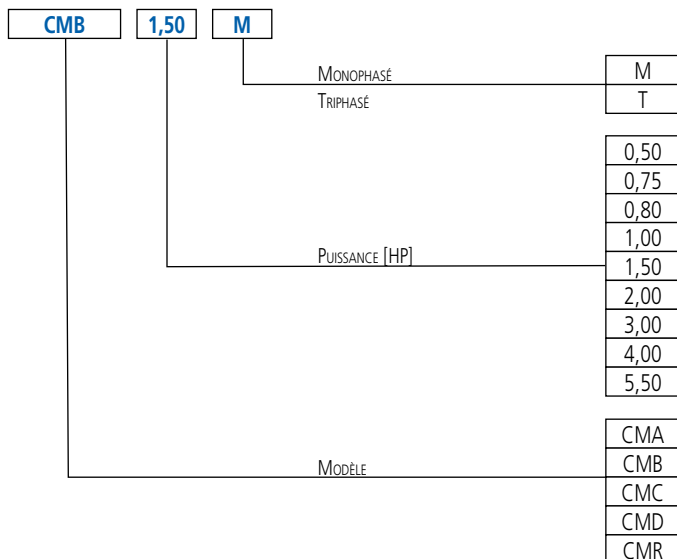 CMB 1,50 M
Monophasé M
Triphasé T
0,50
0,75
0,80
1,00
Puissance [HP] 1,50
2,00
3,00
4,00
5,50
CMA
Modèle CMB
CMC
CMD
CMR